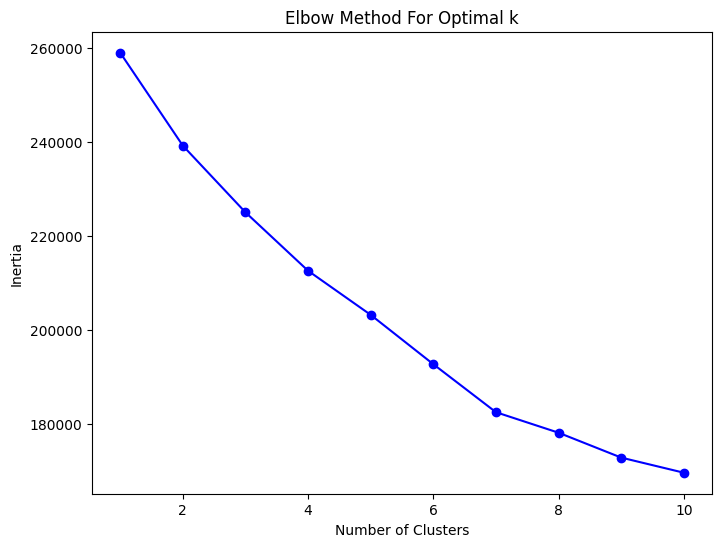 Elbow Method For Optimal k
260000
240000
220000
200000
180000
Inertia
2 4 6 8 10
Number of Clusters